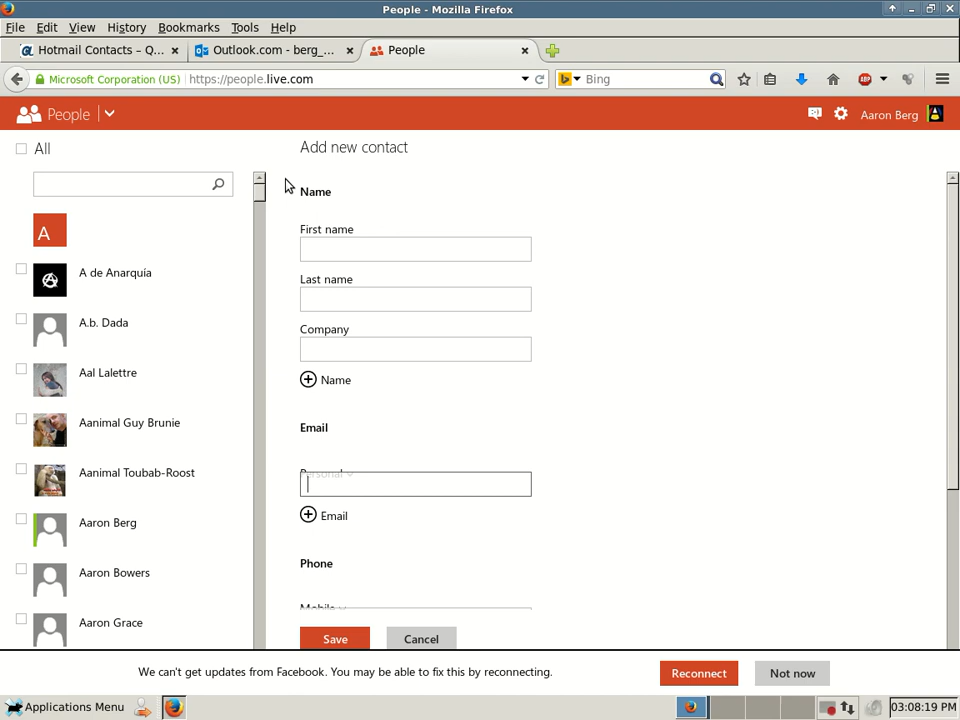 People - Mozilla Firefox
File Edit View History Bookmarks Tools Help
Hotmail Contacts – Q... Outlook.com - berg_... People
Microsoft Corporation (US) https://people.live.com Bing ABP
People Aaron Berg
All
Add new contact
Name
A
First name
A de Anarquía
Last name
A.b. Dada
Company
Aal Lalettre
Name
Aanimal Guy Brunie
Email
Aanimal Toubab-Roost
Personal
Email
Aaron Berg
Phone
Aaron Bowers
Mobile
Aaron Grace
Save Cancel
We can't get updates from Facebook. You may be able to fix this by reconnecting. Reconnect Not now
Applications Menu 03:08:19 PM